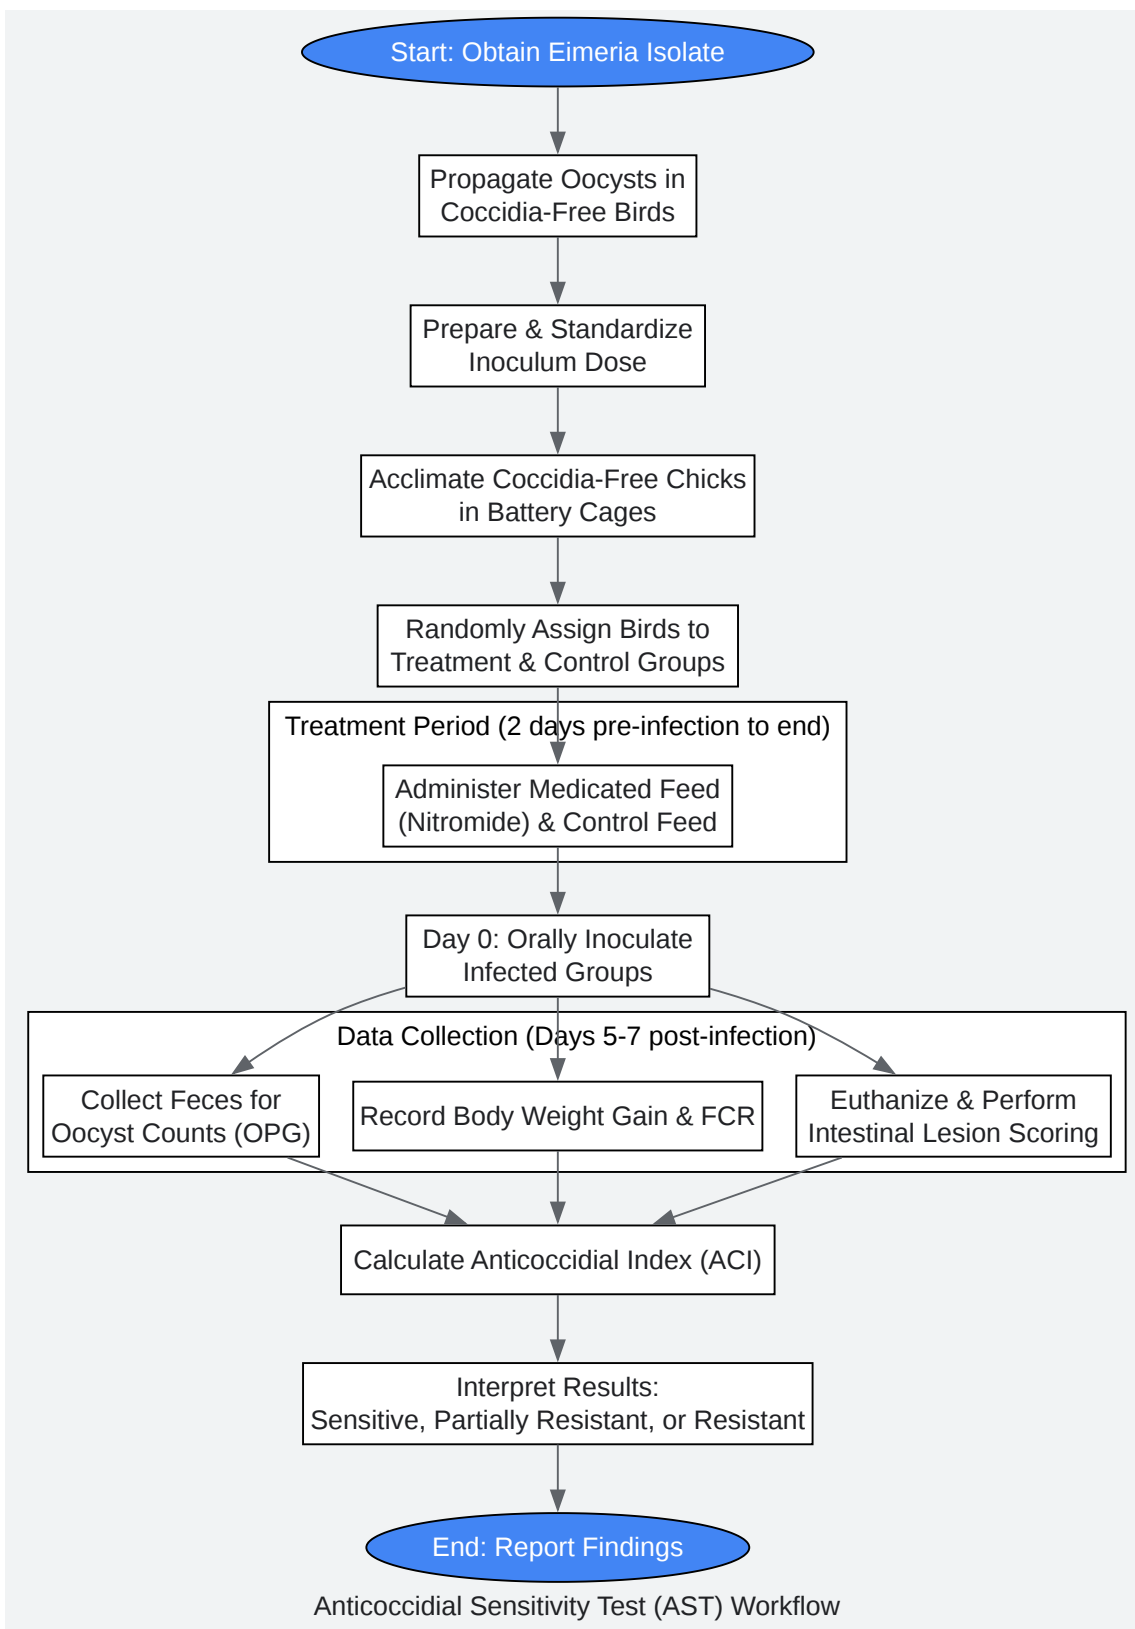 Start: Obtain Eimeria Isolate
Propagate Oocysts in
Coccidia-Free Birds
Prepare & Standardize
Inoculum Dose
Acclimate Coccidia-Free Chicks
in Battery Cages
Randomly Assign Birds to
Treatment & Control Groups
Treatment Period (2 days pre-infection to end)
Administer Medicated Feed
(Nitromide) & Control Feed
Day 0: Orally Inoculate
Infected Groups
Data Collection (Days 5-7 post-infection)
Collect Feces for
Oocyst Counts (OPG)
Record Body Weight Gain & FCR
Euthanize & Perform
Intestinal Lesion Scoring
Calculate Anticoccidial Index (ACI)
Interpret Results:
Sensitive, Partially Resistant, or Resistant
End: Report Findings
Anticoccidial Sensitivity Test (AST) Workflow